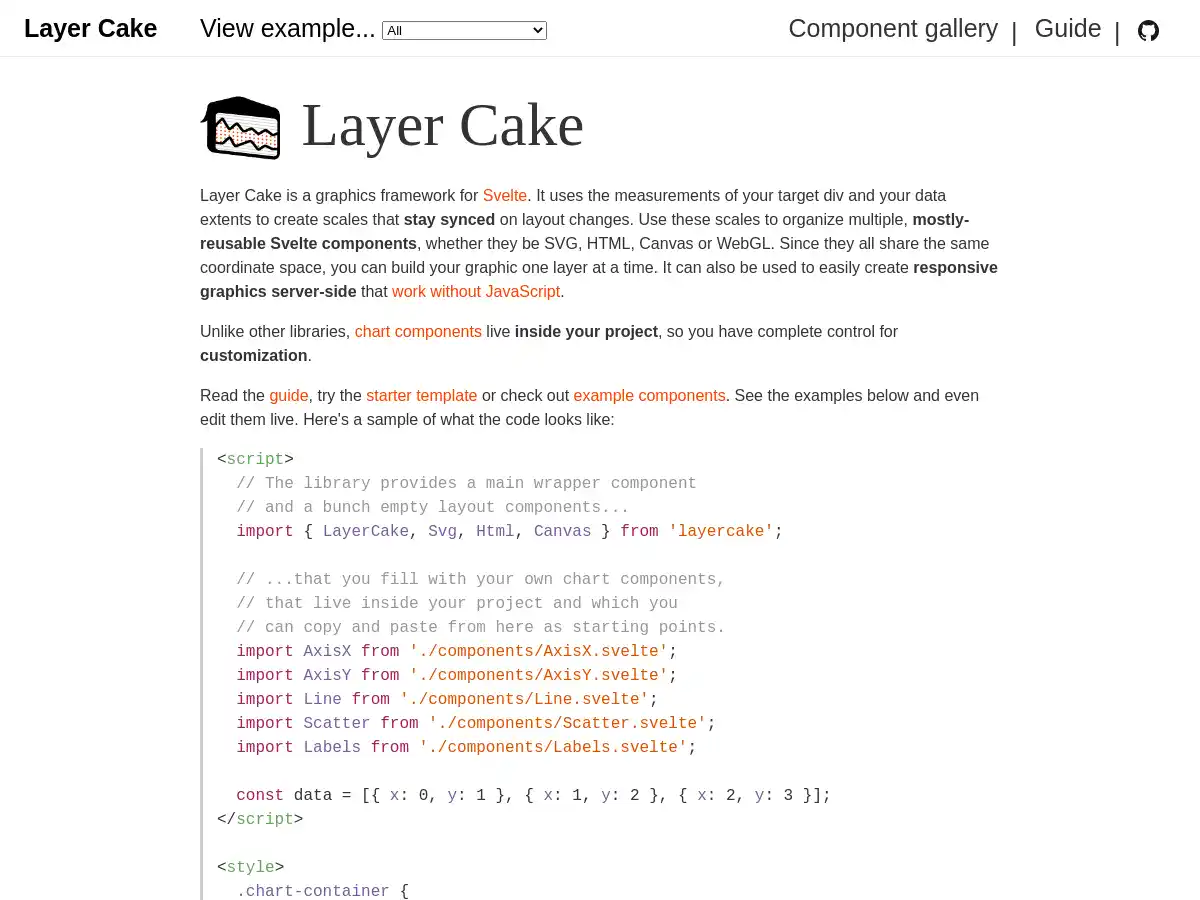 Layer Cake View example... All Component gallery | Guide |
Layer Cake
Layer Cake is a graphics framework for Svelte. It uses the measurements of your target div and your data
extents to create scales that stay synced on layout changes. Use these scales to organize multiple, mostly-
reusable Svelte components, whether they be SVG, HTML, Canvas or WebGL. Since they all share the same
coordinate space, you can build your graphic one layer at a time. It can also be used to easily create responsive
graphics server-side that work without JavaScript.
Unlike other libraries, chart components live inside your project, so you have complete control for
customization.
Read the guide, try the starter template or check out example components. See the examples below and even
edit them live. Here's a sample of what the code looks like:
<script>
  // The library provides a main wrapper component
  // and a bunch empty layout components...
  import { LayerCake, Svg, Html, Canvas } from 'layercake';
  // ...that you fill with your own chart components,
  // that live inside your project and which you
  // can copy and paste from here as starting points.
  import AxisX from './components/AxisX.svelte';
  import AxisY from './components/AxisY.svelte';
  import Line from './components/Line.svelte';
  import Scatter from './components/Scatter.svelte';
  import Labels from './components/Labels.svelte';
  const data = [{ x: 0, y: 1 }, { x: 1, y: 2 }, { x: 2, y: 3 }];
</script>
<style>
  .chart-container {